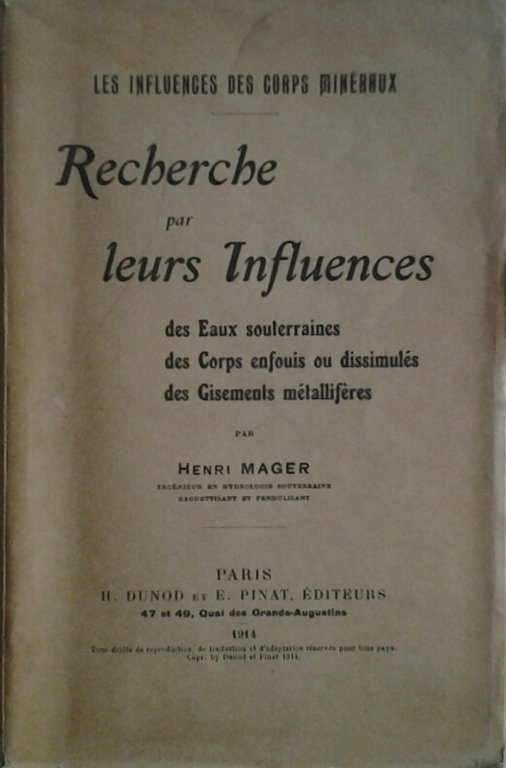 LES INFLUENCES DES CORPS MINÉRAUX
Recherche
par
leurs Influences
des Eaux souterraines
des Corps enfouis ou dissimulés
des Gisements métallifères
PAR
HENRI MAGER
INGÉNIEUR EN HYDROLOGIE SOUTERRAINE
BAGUETTISANT ET PENDULISANT
PARIS
H. DUNOD ET E. PINAT, ÉDITEURS
47 et 49, Quai des Grands-Augustins
1914
Tous droits de reproduction, de traduction et d'adaptation réservés pour tous pays.
Copr. by Dunod et Pinat 1914.